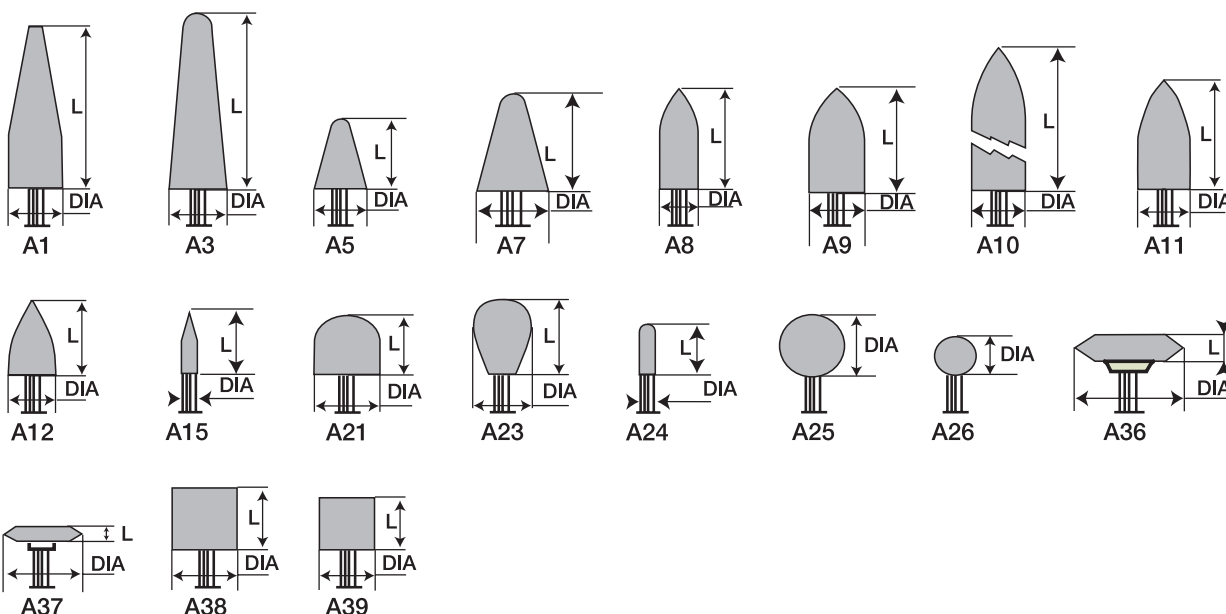 L L L L L L L L
DIA DIA DIA DIA DIA DIA DIA DIA
A1 A3 A5 A7 A8 A9 A10 A11
L L L L L DIA DIA L
DIA DIA DIA DIA DIA DIA
A12 A15 A21 A23 A24 A25 A26 A36
L L L
DIA DIA DIA
A37 A38 A39